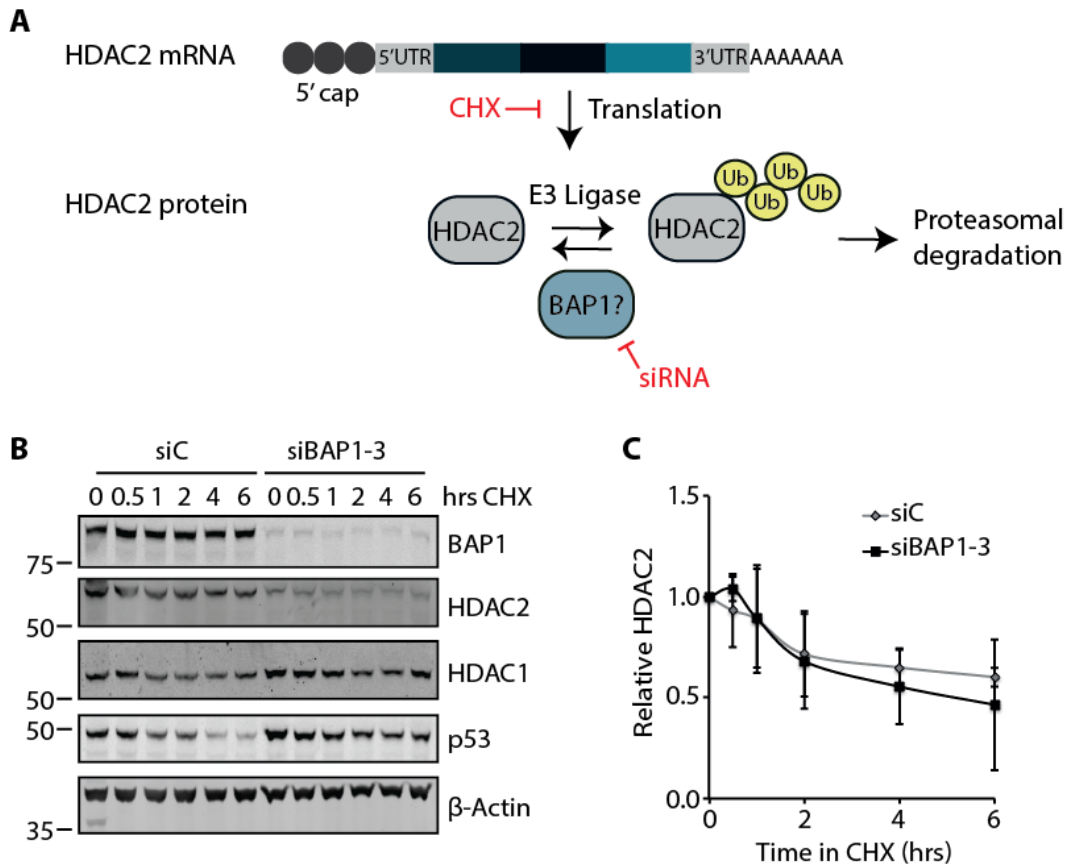 A
HDAC2 mRNA
5'UTR
3'UTR
AAAAAAA
5' cap
CHX
Translation
HDAC2 protein
E3 Ligase
HDAC2
HDAC2
Ub
Ub
Ub
Ub
Proteasomal
degradation
BAP1?
siRNA
B
siC siBAP1-3
0 0.5 1 2 4 6 0 0.5 1 2 4 6 hrs CHX
BAP1
75
HDAC2
50
HDAC1
50
50
p53
β-Actin
35
C
1.5
siC
siBAP1-3
1.0
Relative HDAC2
0.5
0.0
0 2 4 6
Time in CHX (hrs)